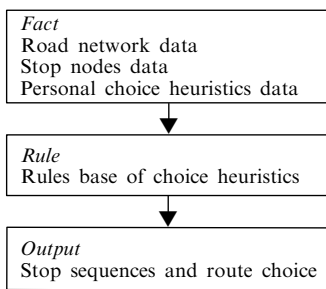 Fact
Road network data
Stop nodes data
Personal choice heuristics data
Rule
Rules base of choice heuristics
Output
Stop sequences and route choice